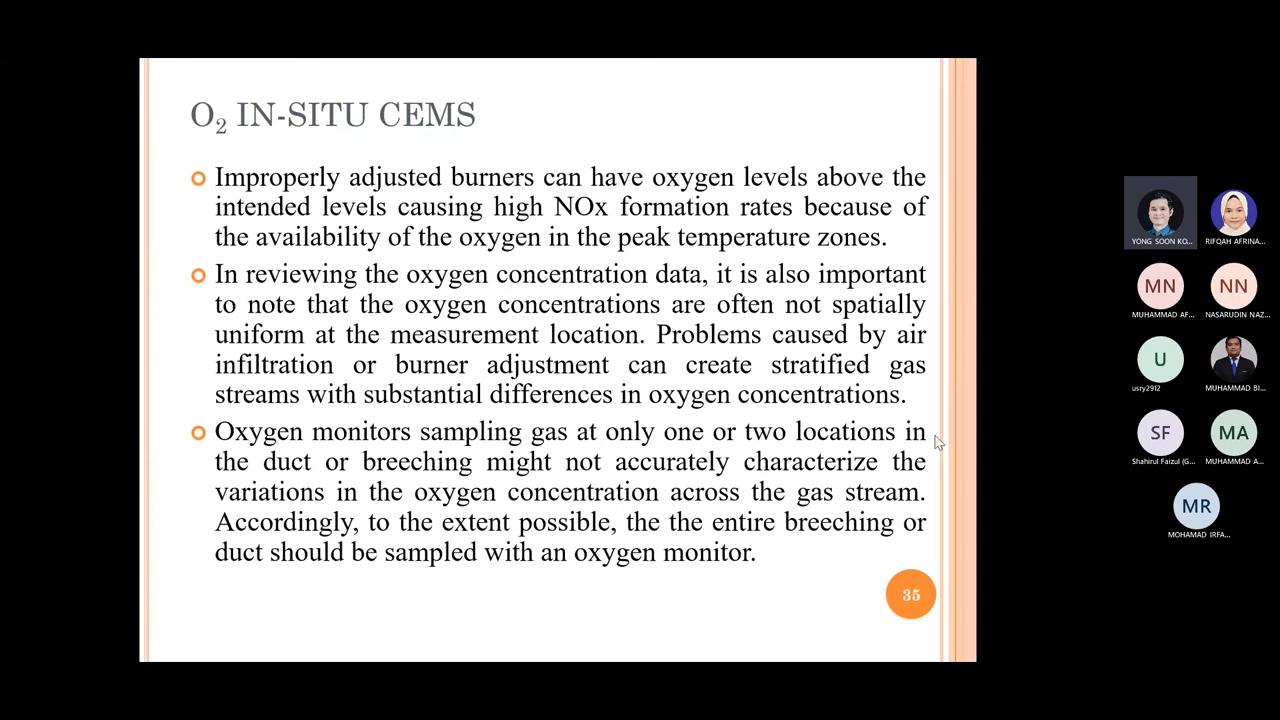 O₂ IN-SITU CEMS
Improperly adjusted burners can have oxygen levels above the
intended levels causing high NOx formation rates because of
the availability of the oxygen in the peak temperature zones.
In reviewing the oxygen concentration data, it is also important
to note that the oxygen concentrations are often not spatially
uniform at the measurement location. Problems caused by air
infiltration or burner adjustment can create stratified gas
streams with substantial differences in oxygen concentrations.
Oxygen monitors sampling gas at only one or two locations in
the duct or breeching might not accurately characterize the
variations in the oxygen concentration across the gas stream.
Accordingly, to the extent possible, the the entire breeching or
duct should be sampled with an oxygen monitor.
35
YONG SOON KO...
RIFQAH AFRINA...
MN
NN
MUHAMMAD AF...
NASARUDIN NAZ...
U
usry2912
MUHAMMAD BI...
SF
MA
Shahirul Faizul (G...
MUHAMMAD A...
MR
MOHAMAD IRFA...